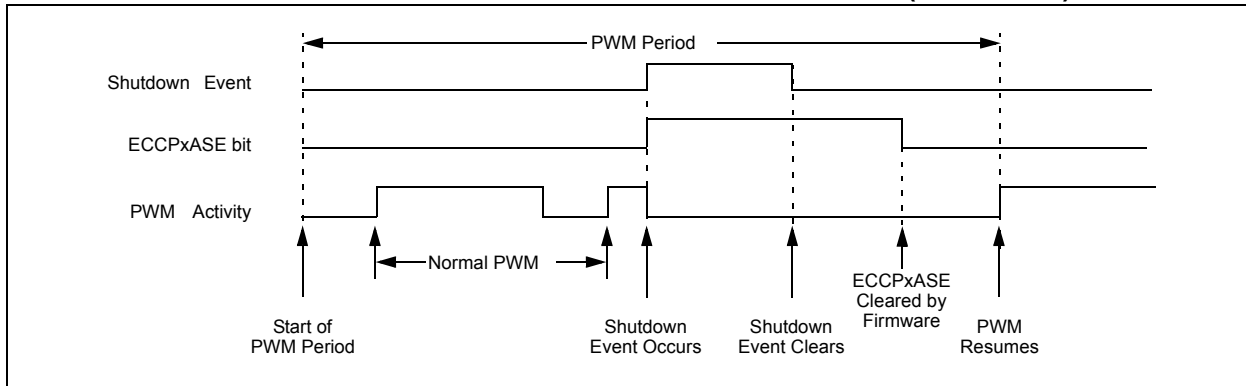 PWM Period
Shutdown Event
ECCPxASE bit
PWM Activity
Normal PWM
Start of
PWM Period
Shutdown
Event Occurs
Shutdown
Event Clears
ECCPxASE
Cleared by
Firmware
PWM
Resumes